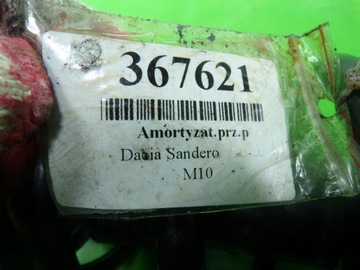 367621
Amortyzat.prz.p
Dacia Sandero
M10